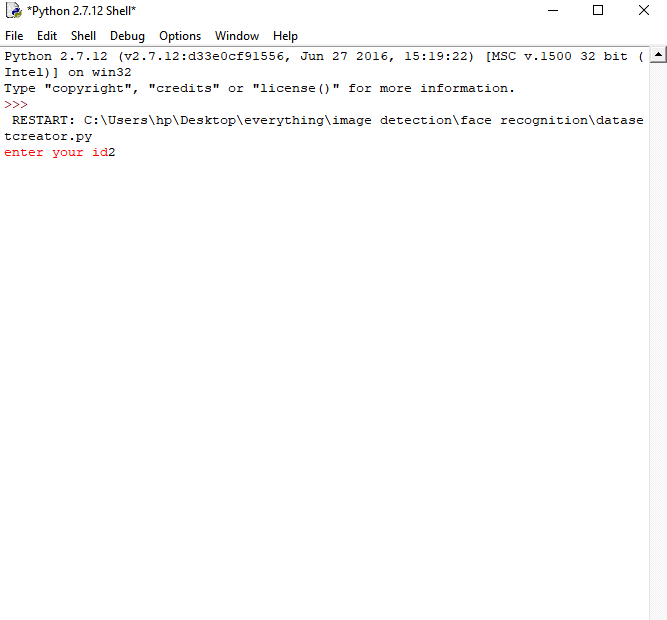 *Python 2.7.12 Shell*
File Edit Shell Debug Options Window Help
Python 2.7.12 (v2.7.12:d33e0cf91556, Jun 27 2016, 15:19:22) [MSC v.1500 32 bit (
Intel)] on win32
Type "copyright", "credits" or "license()" for more information.
>>>
 RESTART: C:\Users\hp\Desktop\everything\image detection\face recognition\datase
tcreator.py
enter your id2